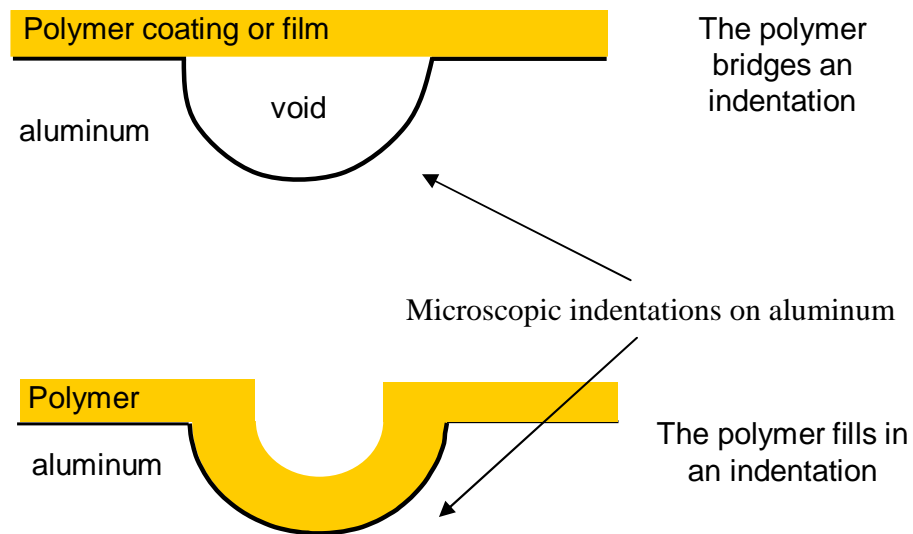 Polymer coating or film
The polymer
bridges an
indentation
void
aluminum
Microscopic indentations on aluminum
Polymer
The polymer fills in
an indentation
aluminum